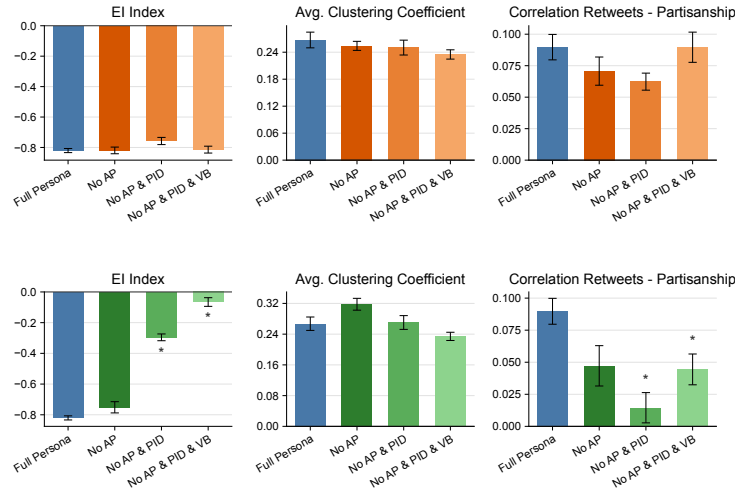 EI Index
0.0
−0.2
−0.4
−0.6
−0.8
Full Persona
No AP
No AP & PID
No AP & PID & VB
Avg. Clustering Coefficient
0.24
0.18
0.12
0.06
0.00
Full Persona
No AP
No AP & PID
No AP & PID & VB
Correlation Retweets - Partisanship
0.100
0.075
0.050
0.025
0.000
Full Persona
No AP
No AP & PID
No AP & PID & VB
EI Index
0.0
−0.2
−0.4
−0.6
−0.8
*
*
Full Persona
No AP
No AP & PID
No AP & PID & VB
Avg. Clustering Coefficient
0.32
0.24
0.16
0.08
0.00
Full Persona
No AP
No AP & PID
No AP & PID & VB
Correlation Retweets - Partisanship
0.100
0.075
0.050
0.025
0.000
*
*
Full Persona
No AP
No AP & PID
No AP & PID & VB